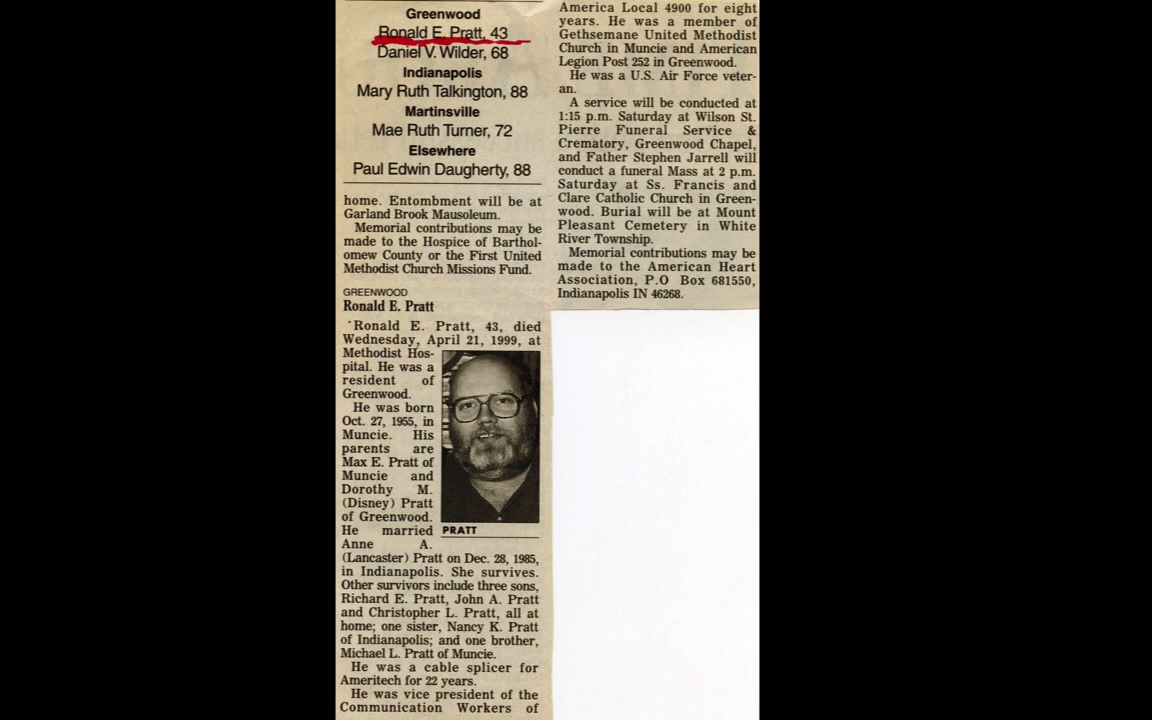 Greenwood
Ronald E. Pratt, 43
Daniel V. Wilder, 68
Indianapolis
Mary Ruth Talkington, 88
Martinsville
Mae Ruth Turner, 72
Elsewhere
Paul Edwin Daugherty, 88
home. Entombment will be at
Garland Brook Mausoleum.
Memorial contributions may be
made to the Hospice of Barthol-
omew County or the First United
Methodist Church Missions Fund.
GREENWOOD
Ronald E. Pratt
Ronald E. Pratt, 43, died
Wednesday, April 21, 1999, at
Methodist Hos-
pital. He was a
resident of
Greenwood.
He was born
Oct. 27, 1955, in
Muncie. His
parents are
Max E. Pratt of
Muncie and
Dorothy M.
(Disney) Pratt
of Greenwood.
He married
Anne A.
PRATT
(Lancaster) Pratt on Dec. 28, 1985,
in Indianapolis. She survives.
Other survivors include three sons,
Richard E. Pratt, John A. Pratt
and Christopher L. Pratt, all at
home; one sister, Nancy K. Pratt
of Indianapolis; and one brother,
Michael L. Pratt of Muncie.
He was a cable splicer for
Ameritech for 22 years.
He was vice president of the
Communication Workers of
America Local 4900 for eight
years. He was a member of
Gethsemane United Methodist
Church in Muncie and American
Legion Post 252 in Greenwood.
He was a U.S. Air Force veter-
an.
A service will be conducted at
1:15 p.m. Saturday at Wilson St.
Pierre Funeral Service &
Crematory, Greenwood Chapel,
and Father Stephen Jarrell will
conduct a funeral Mass at 2 p.m.
Saturday at Ss. Francis and
Clare Catholic Church in Green-
wood. Burial will be at Mount
Pleasant Cemetery in White
River Township.
Memorial contributions may be
made to the American Heart
Association, P.O Box 681550,
Indianapolis IN 46268.